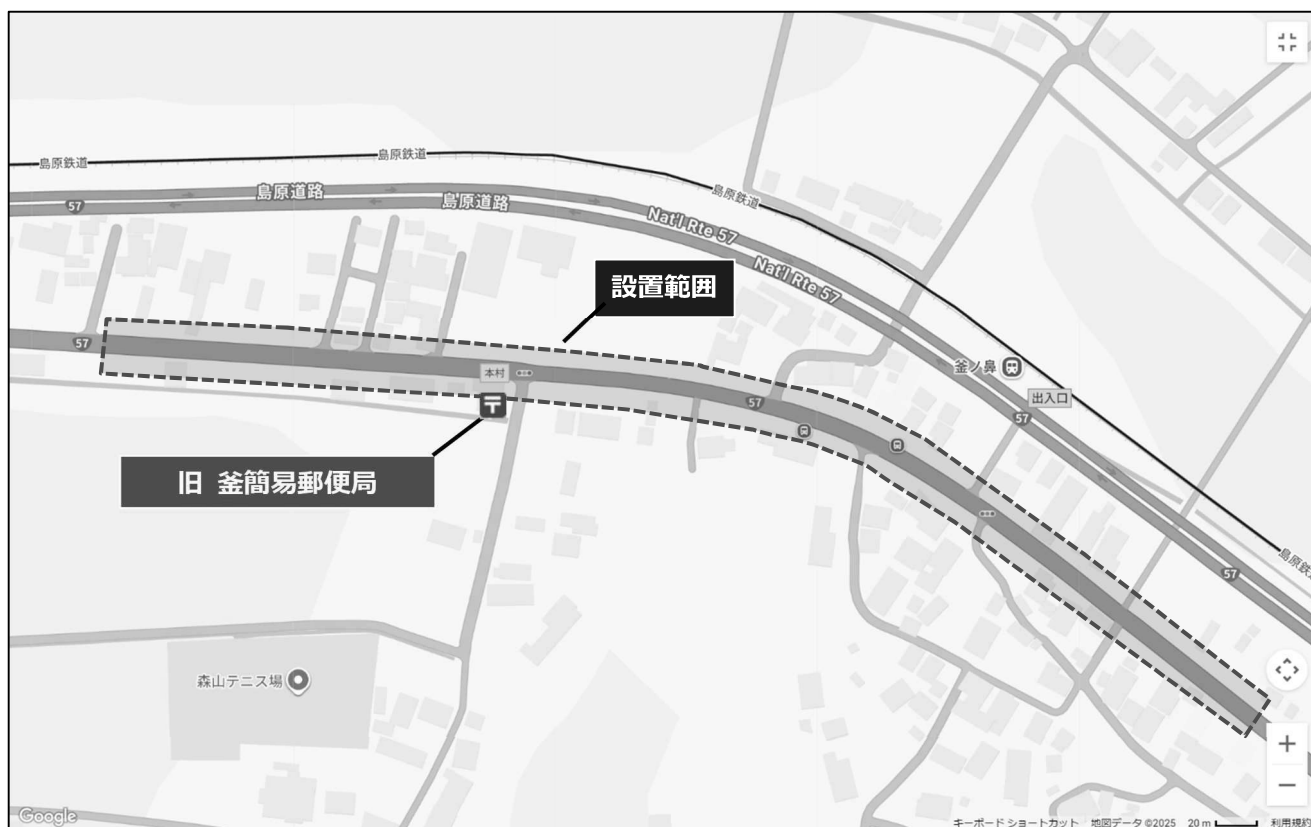 島原鉄道
島原鉄道
島原鉄道
島原道路
島原道路
57
Nat'l Rte 57
Nat'l Rte 57
設置範囲
57
本村
釜ノ鼻
出入口
57
57
旧 釜簡易郵便局
57
島原鉄
森山テニス場
Google
キーボード ショートカット 地図データ ©2025 20 m 利用規約